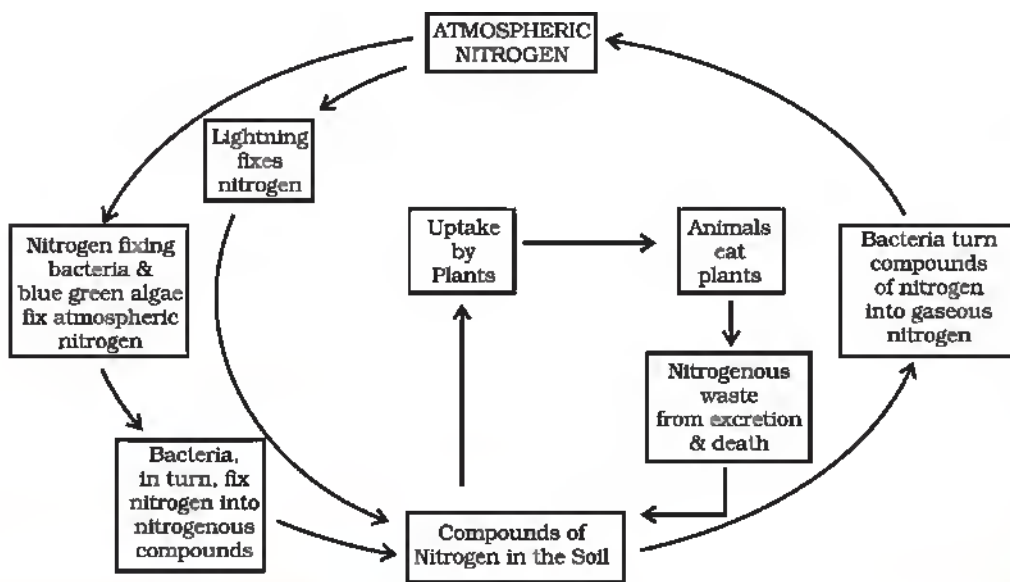 ATMOSPHERIC
NITROGEN
Lightning
fixes
nitrogen
Nitrogen fixing
bacteria &
blue green algae
fix atmospheric
nitrogen
Uptake
by
Plants
Animals
eat
plants
Bacteria turn
compounds
of nitrogen
into gaseous
nitrogen
Nitrogenous
waste
from excretion
& death
Bacteria,
in turn, fix
nitrogen into
nitrogenous
compounds
Compounds of
Nitrogen in the Soil